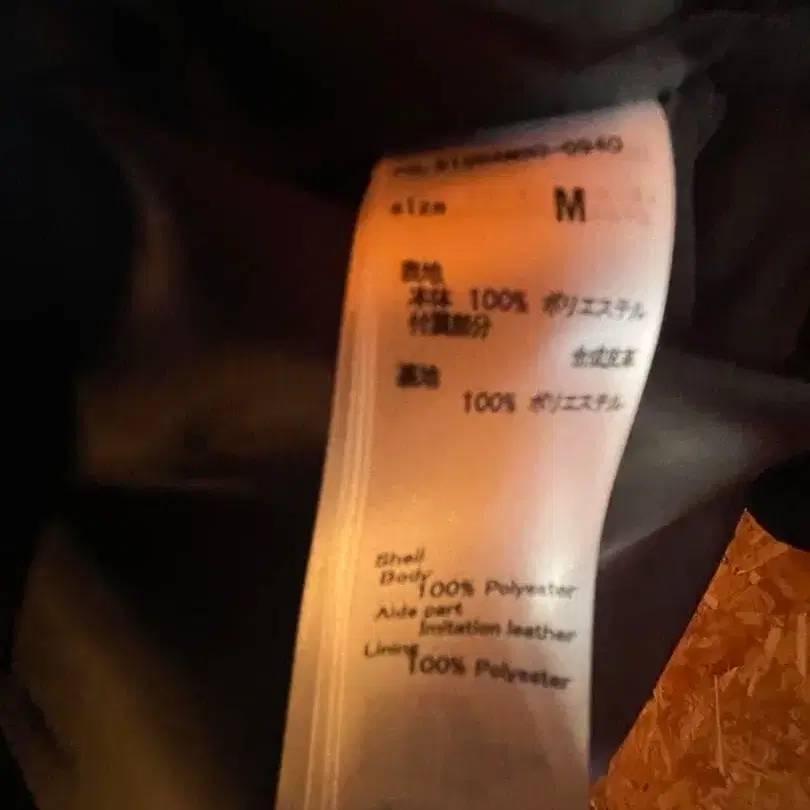 size M
表地
本体 100% ポリエステル
付属部分
合成皮革
裏地
100% ポリエステル
Shell
Body
100% Polyester
Aide part
Imitation leather
Lining
100% Polyester